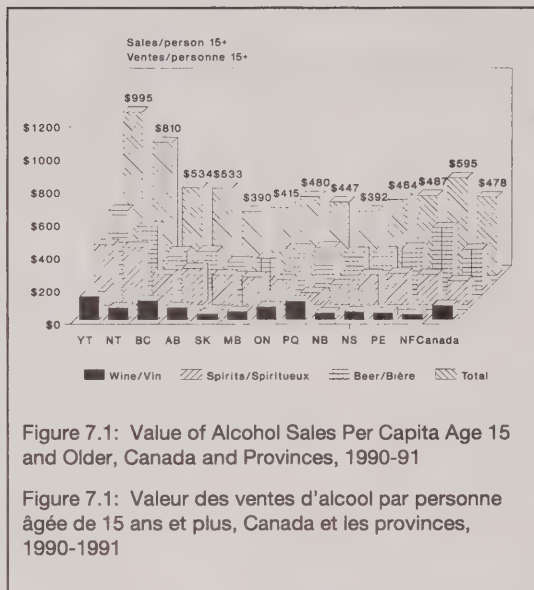 Sales/person 15+
Ventes/personne 15+
$995
$810
$534
$533
$390
$415
$480
$447
$392
$464
$487
$595
$478
$1200
$1000
$800
$600
$400
$200
$0
YT NT BC AB SK MB ON PQ NB NS PE NF Canada
Wine/Vin Spirits/Spiritueux Beer/Bière Total
Figure 7.1: Value of Alcohol Sales Per Capita Age 15
and Older, Canada and Provinces, 1990-91
Figure 7.1: Valeur des ventes d'alcool par personne
âgée de 15 ans et plus, Canada et les provinces,
1990-1991